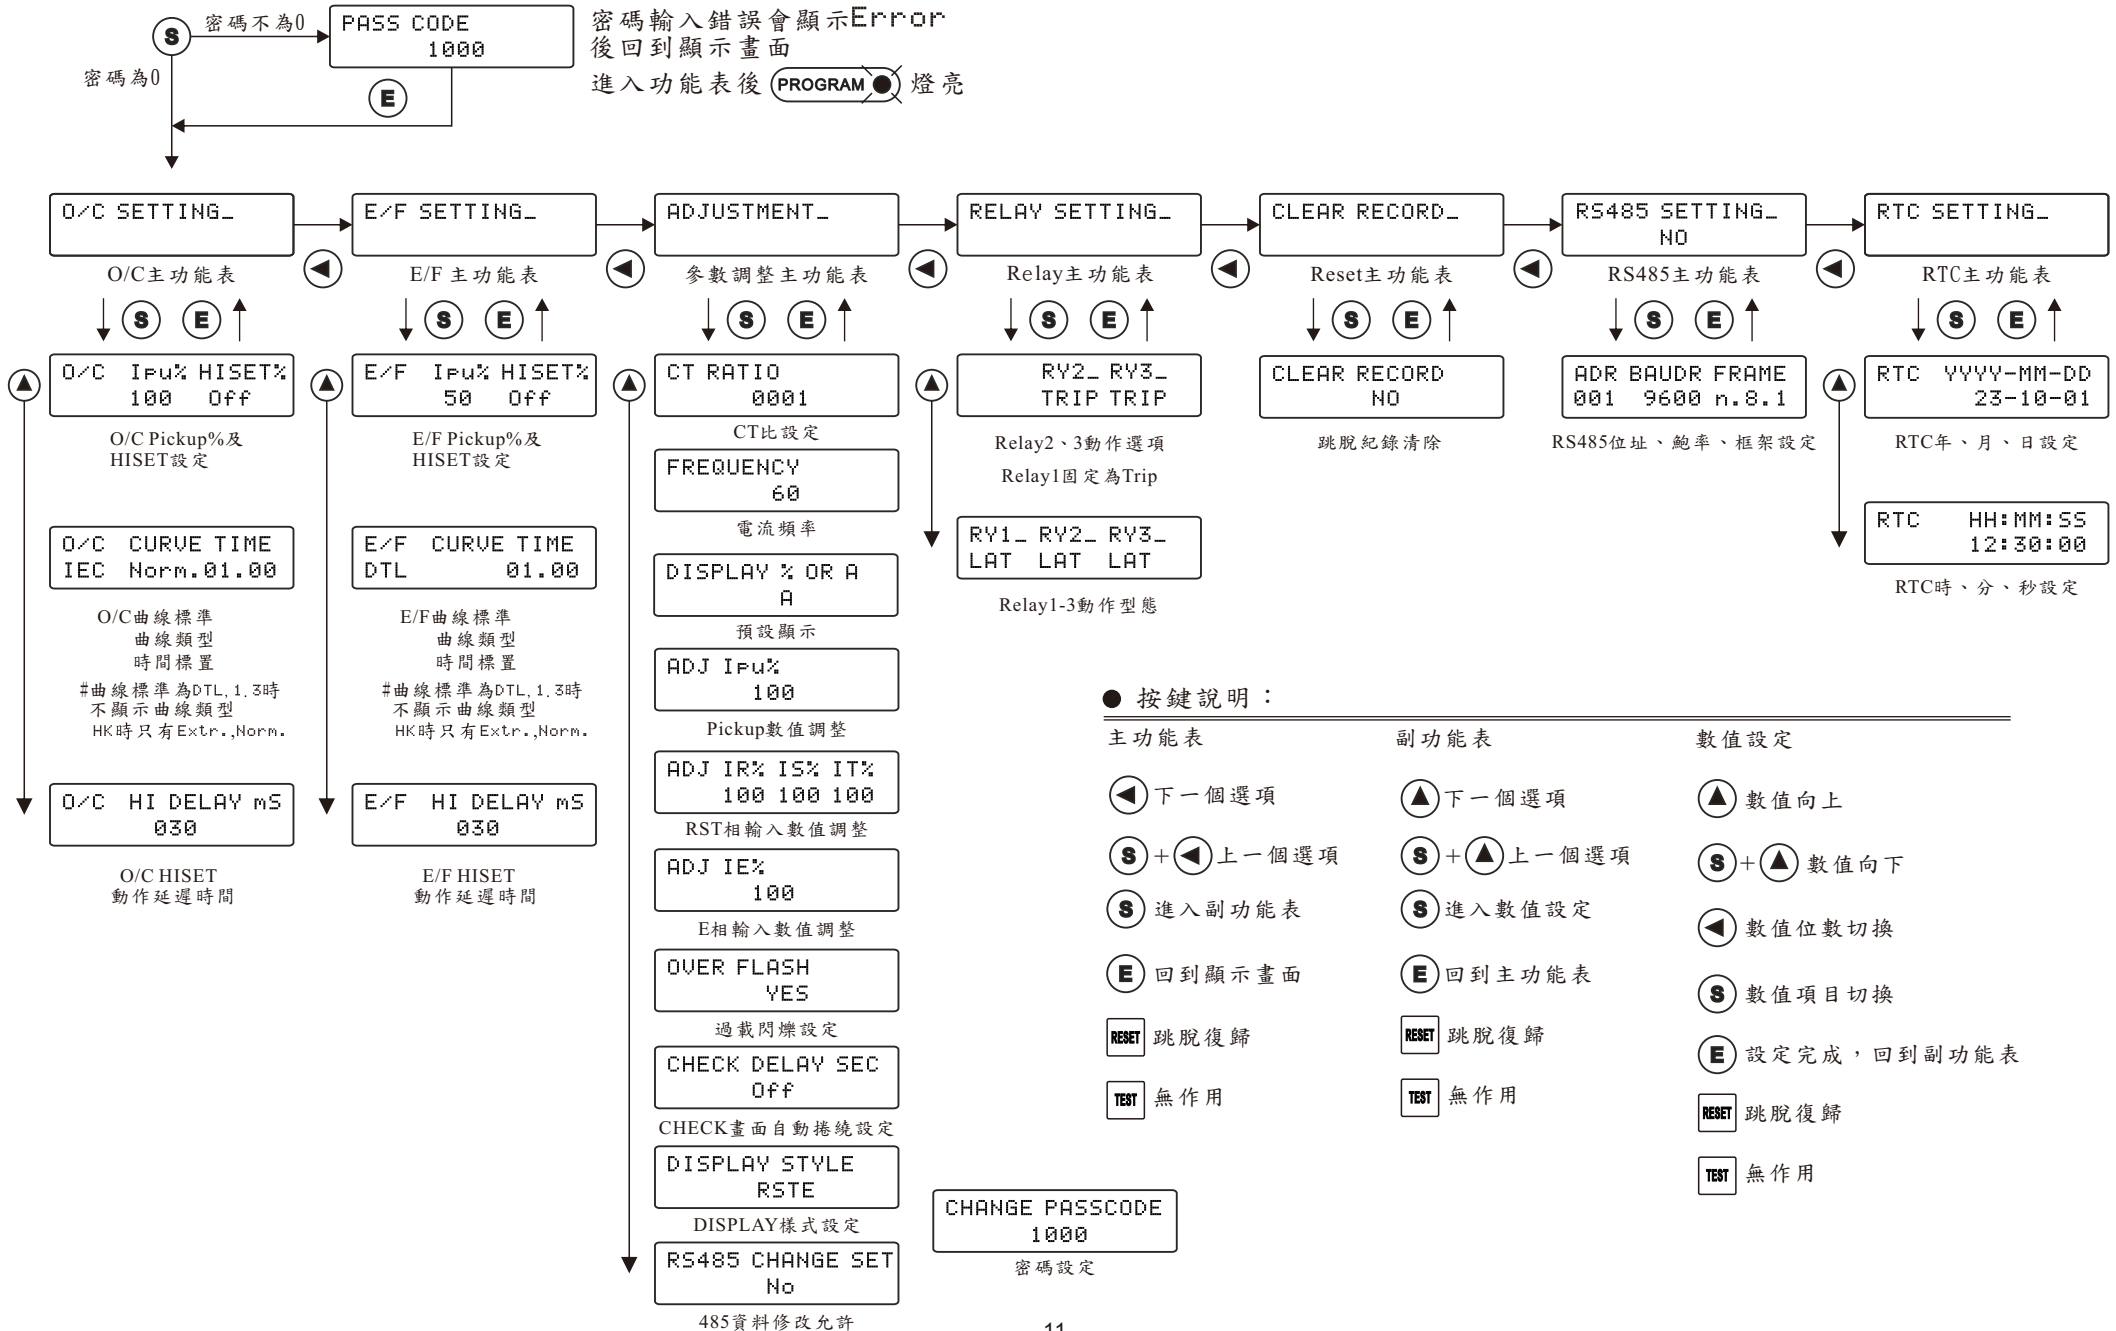 S
密碼不為0
PASS CODE
1000
密碼輸入錯誤會顯示Error
後回到顯示畫面
密碼為0
E
進入功能表後 PROGRAM 燈亮
O/C SETTING_
E/F SETTING_
ADJUSTMENT_
RELAY SETTING_
CLEAR RECORD_
RS485 SETTING_
NO
RTC SETTING_
O/C主功能表
E/F主功能表
參數調整主功能表
Relay主功能表
Reset主功能表
RS485主功能表
RTC主功能表
S E
S E
S E
S E
S E
S E
S E
O/C Ipu% HISET%
100 Off
O/C Pickup%及
HISET設定
O/C CURVE TIME
IEC Norm.01.00
O/C曲線標準
曲線類型
時間標置
#曲線標準為DTL,1.3時
不顯示曲線類型
HK時只有Extr.,Norm.
O/C HI DELAY mS
030
O/C HISET
動作延遲時間
E/F Ipu% HISET%
50 Off
E/F Pickup%及
HISET設定
E/F CURVE TIME
DTL 01.00
E/F曲線標準
曲線類型
時間標置
#曲線標準為DTL,1.3時
不顯示曲線類型
HK時只有Extr.,Norm.
E/F HI DELAY mS
030
E/F HISET
動作延遲時間
CT RATIO
0001
CT比設定
FREQUENCY
60
電流頻率
DISPLAY % OR A
A
預設顯示
ADJ Ipu%
100
Pickup數值調整
ADJ IR% IS% IT%
100 100 100
RST相輸入數值調整
ADJ IE%
100
E相輸入數值調整
OVER FLASH
YES
過載閃爍設定
CHECK DELAY SEC
Off
CHECK畫面自動捲繞設定
DISPLAY STYLE
RSTE
DISPLAY樣式設定
RS485 CHANGE SET
No
485資料修改允許
RY2_ RY3_
TRIP TRIP
Relay2、3動作選項
Relay1固定為Trip
RY1_ RY2_ RY3_
LAT LAT LAT
Relay1-3動作型態
CLEAR RECORD
NO
跳脫紀錄清除
ADR BAUDR FRAME
001 9600 n.8.1
RS485位址、鮑率、框架設定
RTC YYYY-MM-DD
23-10-01
RTC年、月、日設定
RTC HH:MM:SS
12:30:00
RTC時、分、秒設定
CHANGE PASSCODE
1000
密碼設定
● 按鍵說明：
主功能表
◀ 下一個選項
S+◀ 上一個選項
S 進入副功能表
E 回到顯示畫面
RESET 跳脫復歸
TEST 無作用
副功能表
▲ 下一個選項
S+▲ 上一個選項
S 進入數值設定
E 回到主功能表
RESET 跳脫復歸
TEST 無作用
數值設定
▲ 數值向上
S+▲ 數值向下
◀ 數值位數切換
S 數值項目切換
E 設定完成，回到副功能表
RESET 跳脫復歸
TEST 無作用
11